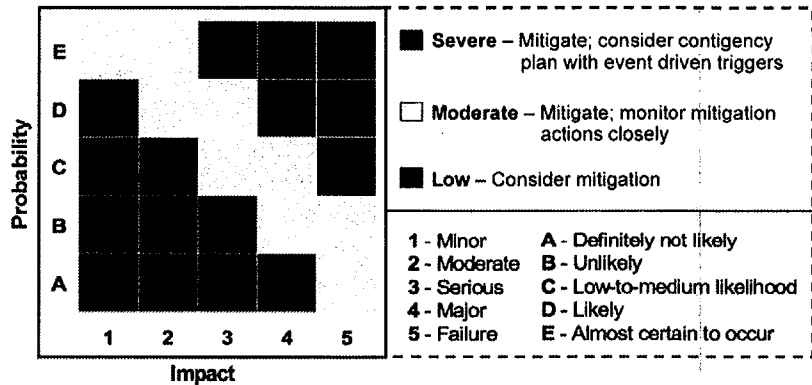 Probability
E
D
C
B
A
1 2 3 4 5
Impact
Severe – Mitigate; consider contigency
plan with event driven triggers
Moderate – Mitigate; monitor mitigation
actions closely
Low – Consider mitigation
1 - Minor
2 - Moderate
3 - Serious
4 - Major
5 - Failure
A - Definitely not likely
B - Unlikely
C - Low-to-medium likelihood
D - Likely
E - Almost certain to occur